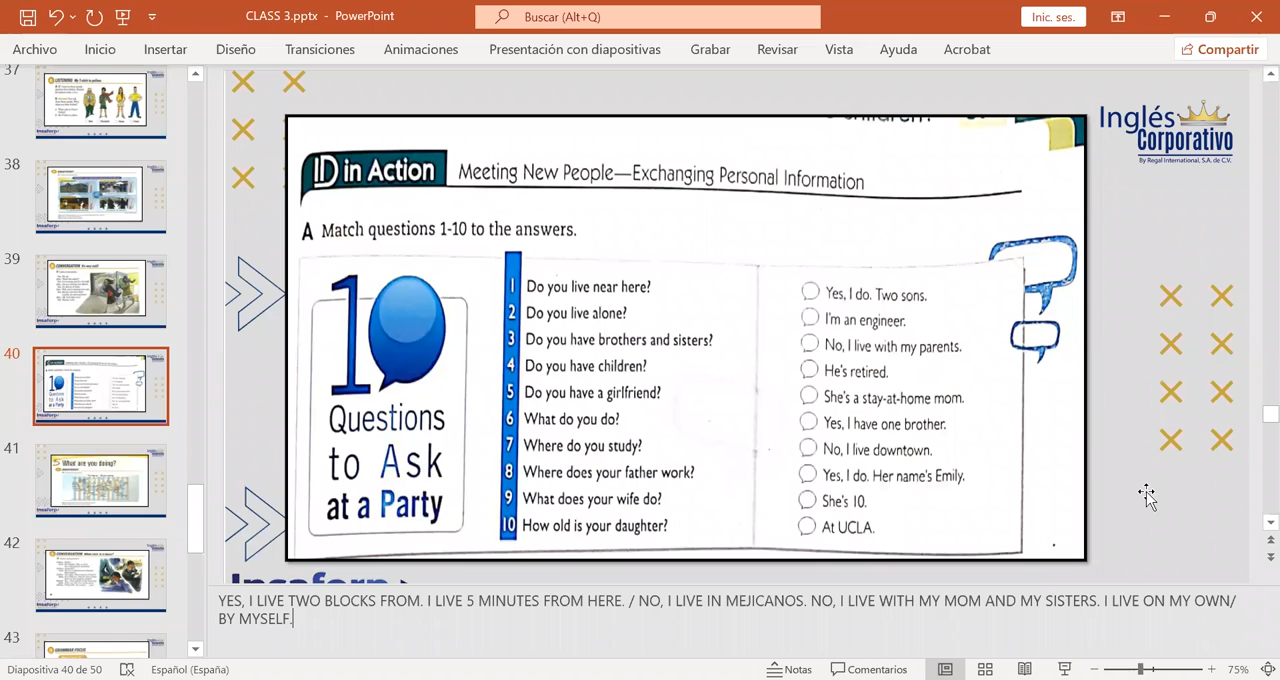 CLASS 3.pptx - PowerPoint
Buscar (Alt+Q)
Inic. ses.
Archivo Inicio Insertar Diseño Transiciones Animaciones Presentación con diapositivas Grabar Revisar Vista Ayuda Acrobat Compartir
37
38
39
40
41
What are you doing?
42
43
Inglés
Corporativo
By Regal International, S.A. de C.V.
ID in Action Meeting New People—Exchanging Personal Information
A Match questions 1-10 to the answers.
10
Questions
to Ask
at a Party
1 Do you live near here?
2 Do you live alone?
3 Do you have brothers and sisters?
4 Do you have children?
5 Do you have a girlfriend?
6 What do you do?
7 Where do you study?
8 Where does your father work?
9 What does your wife do?
10 How old is your daughter?
Yes, I do. Two sons.
I'm an engineer.
No, I live with my parents.
He's retired.
She's a stay-at-home mom.
Yes, I have one brother.
No, I live downtown.
Yes, I do. Her name's Emily.
She's 10.
At UCLA.
Insaforp
YES, I LIVE TWO BLOCKS FROM. I LIVE 5 MINUTES FROM HERE. / NO, I LIVE IN MEJICANOS. NO, I LIVE WITH MY MOM AND MY SISTERS. I LIVE ON MY OWN/
BY MYSELF.
Diapositiva 40 de 50 Español (España) Notas Comentarios 75%